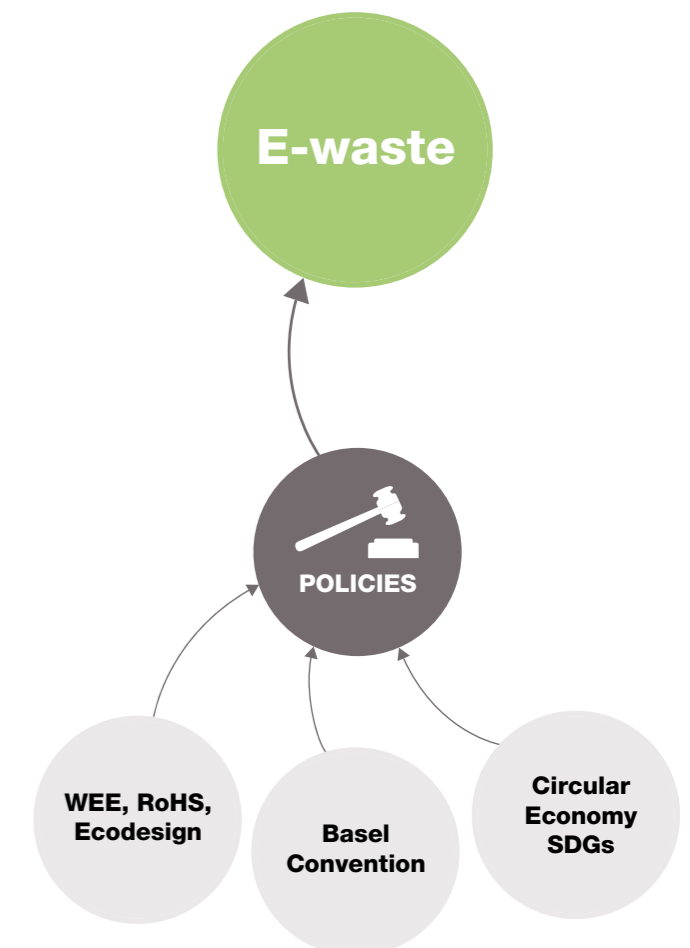 E-waste
POLICIES
WEE, RoHS,
Ecodesign
Basel
Convention
Circular
Economy
SDGs